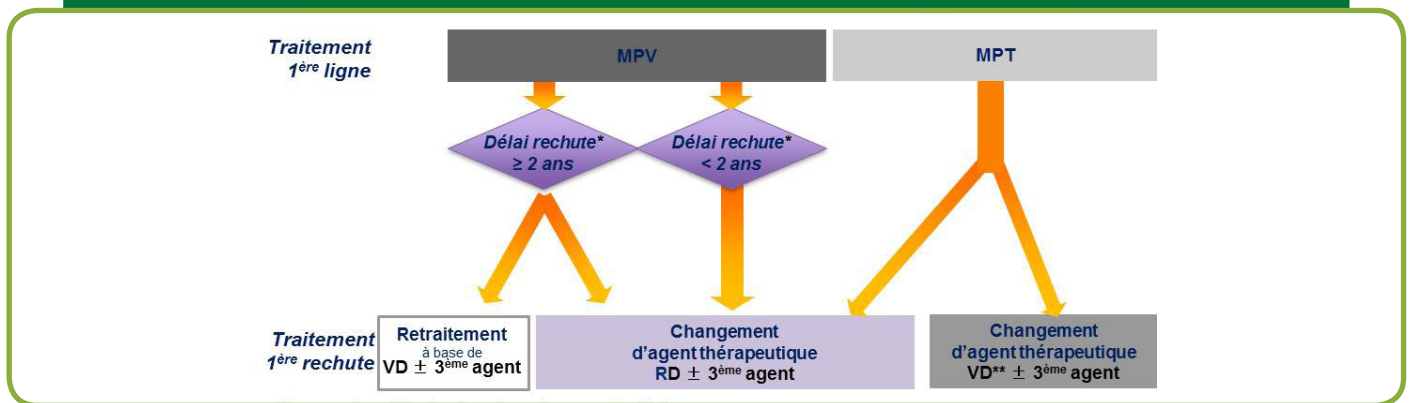 Traitement
1ère ligne
MPV
MPT
Délai rechute*
≥ 2 ans
Délai rechute*
< 2 ans
Traitement
1ère rechute
Retraitement
à base de
VD ± 3ème agent
Changement
d'agent thérapeutique
RD ± 3ème agent
Changement
d'agent thérapeutique
VD** ± 3ème agent